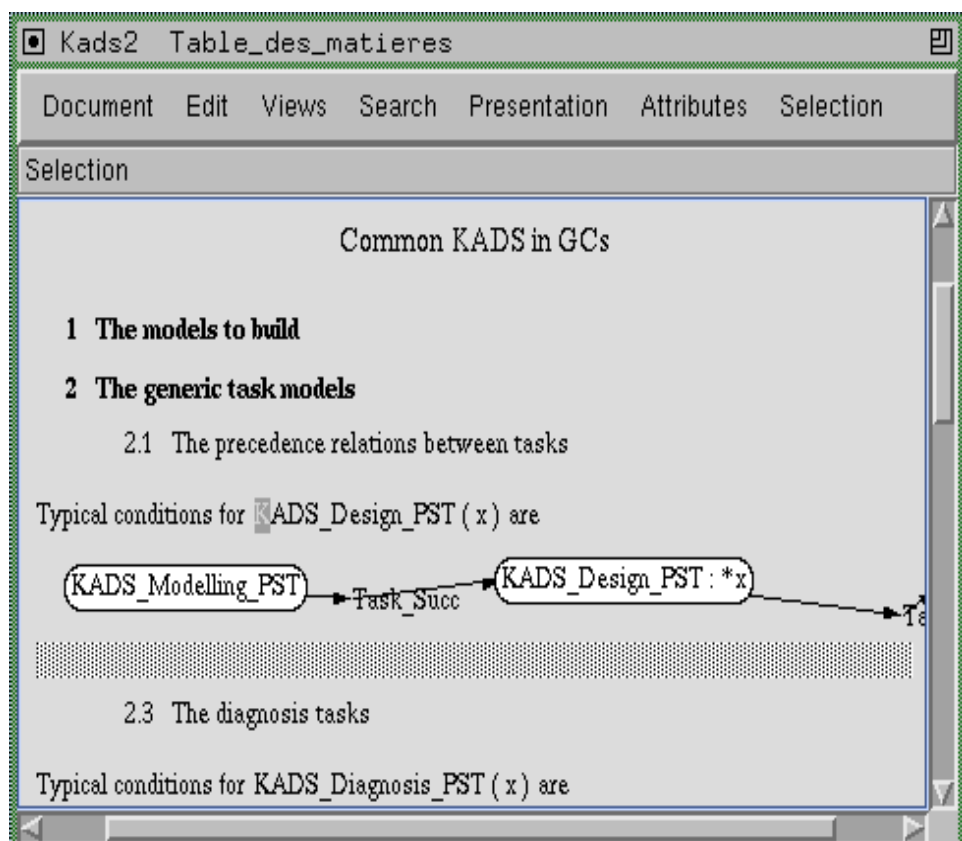 Kads2 Table_des_matieres
Document Edit Views Search Presentation Attributes Selection
Selection
Common KADS in GCs
1 The models to build
2 The generic task models
2.1 The precedence relations between tasks
Typical conditions for KADS_Design_PST ( x ) are
KADS_Modelling_PST Task_Succ KADS_Design_PST : *x
2.3 The diagnosis tasks
Typical conditions for KADS_Diagnosis_PST ( x ) are